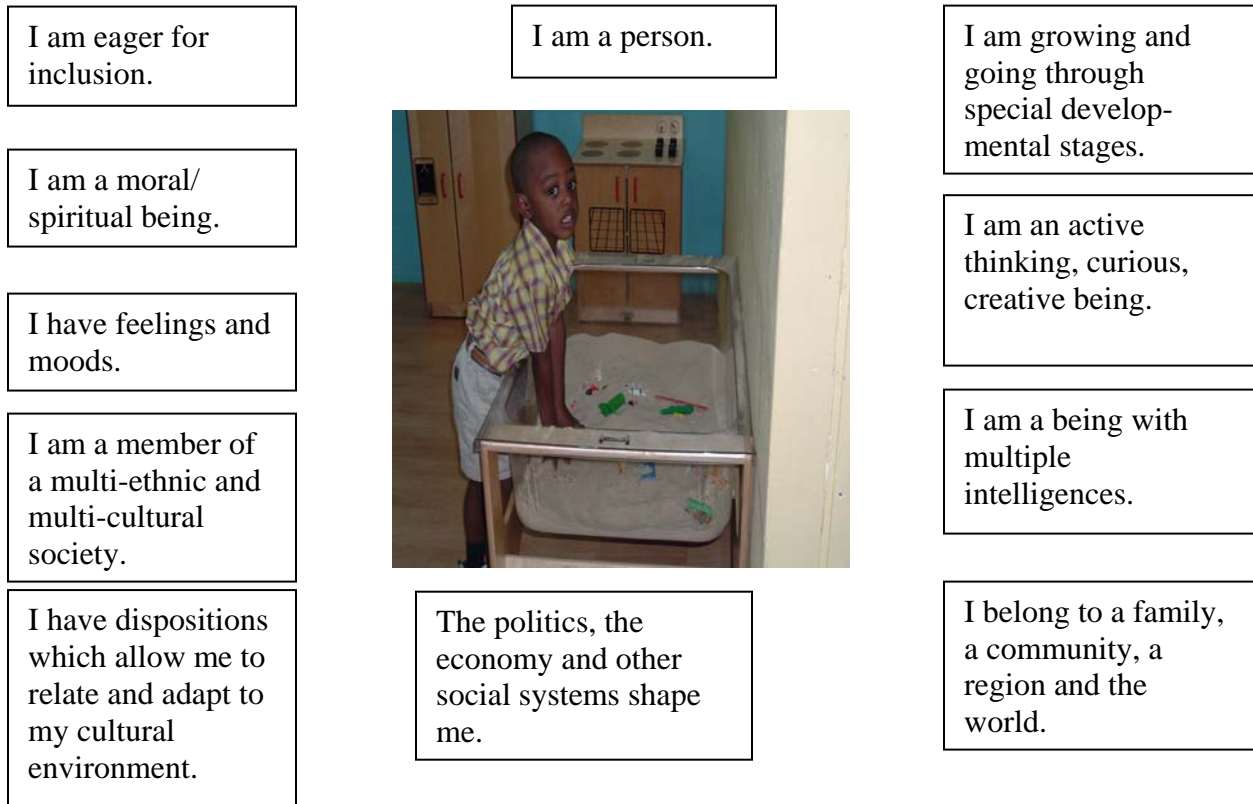 I am eager for
inclusion.
I am a moral/
spiritual being.
I have feelings and
moods.
I am a member of
a multi-ethnic and
multi-cultural
society.
I have dispositions
which allow me to
relate and adapt to
my cultural
environment.
I am a person.
The politics, the
economy and other
social systems shape
me.
I am growing and
going through
special develop-
mental stages.
I am an active
thinking, curious,
creative being.
I am a being with
multiple
intelligences.
I belong to a family,
a community, a
region and the
world.